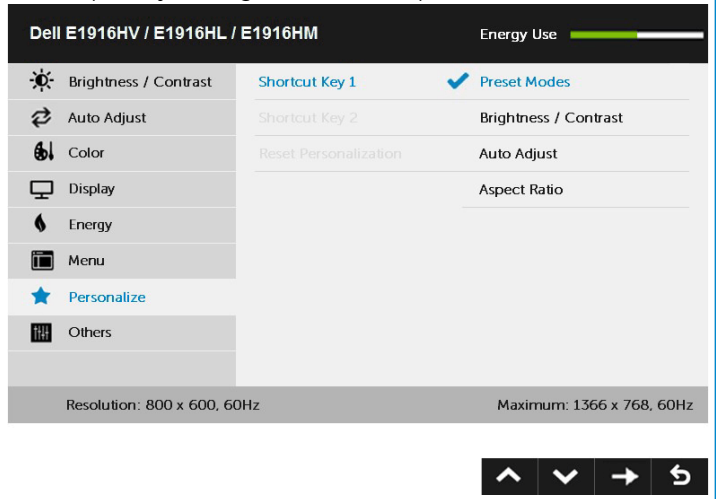 Dell E1916HV / E1916HL / E1916HM Energy Use
Brightness / Contrast Shortcut Key 1 Preset Modes
Auto Adjust Shortcut Key 2 Brightness / Contrast
Color Reset Personalization Auto Adjust
Display Aspect Ratio
Energy
Menu
Personalize
Others
Resolution: 800 x 600, 60Hz Maximum: 1366 x 768, 60Hz